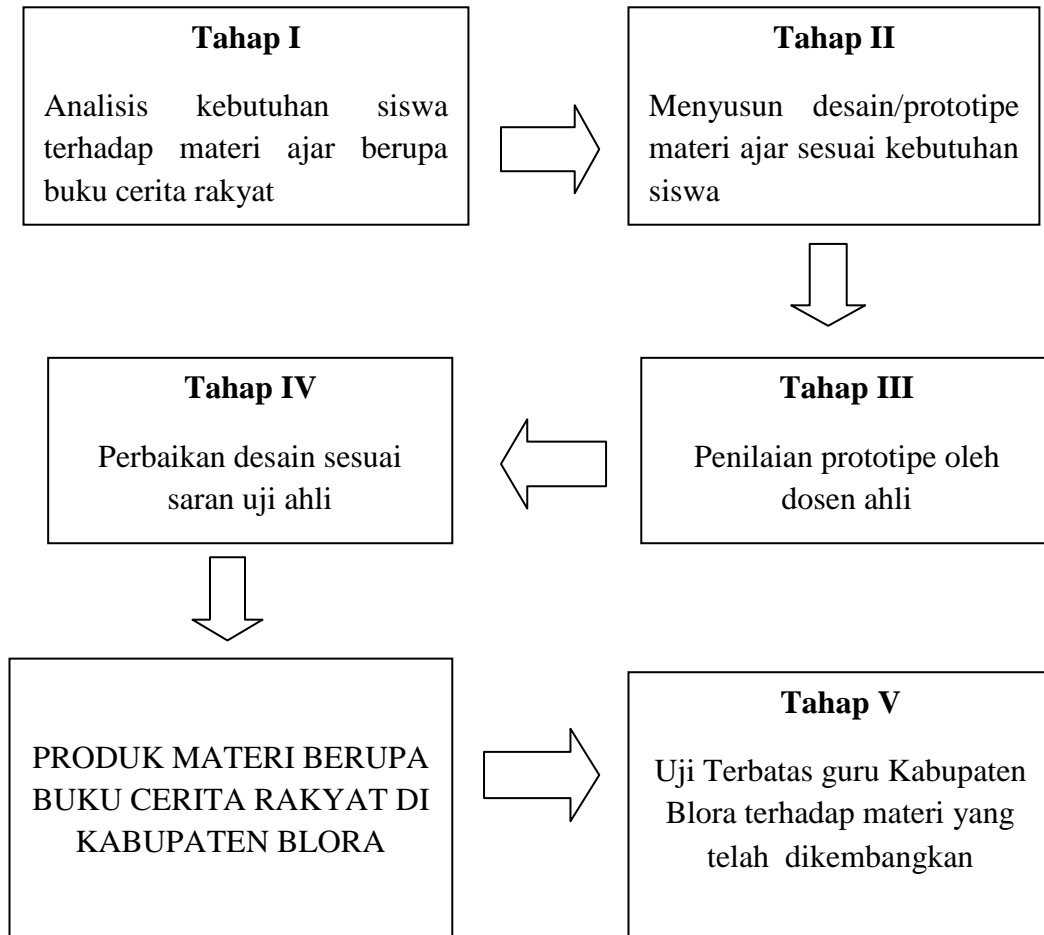 Tahap I
Analisis kebutuhan siswa
terhadap materi ajar berupa
buku cerita rakyat
Tahap II
Menyusun desain/prototipe
materi ajar sesuai kebutuhan
siswa
Tahap III
Penilaian prototipe oleh
dosen ahli
Tahap IV
Perbaikan desain sesuai
saran uji ahli
PRODUK MATERI BERUPA
BUKU CERITA RAKYAT DI
KABUPATEN BLORA
Tahap V
Uji Terbatas guru Kabupaten
Blora terhadap materi yang
telah dikembangkan